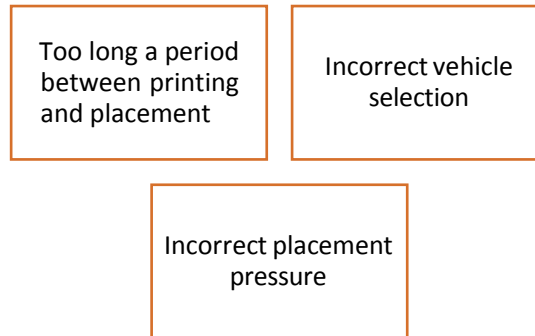 Too long a period
between printing
and placement
Incorrect vehicle
selection
Incorrect placement
pressure